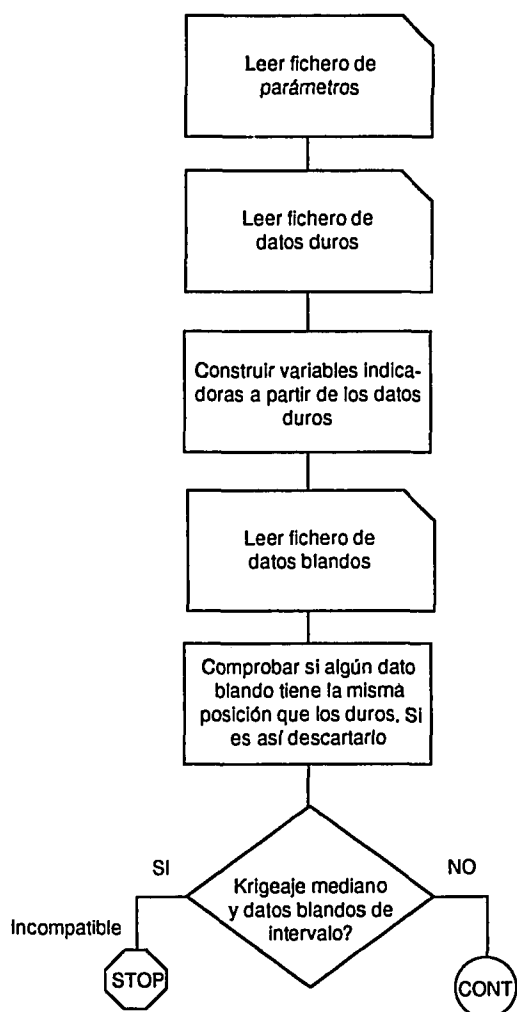 Leer fichero de
parámetros
Leer fichero de
datos duros
Construir variables indica-
doras a partir de los datos
duros
Leer fichero de
datos blandos
Comprobar si algún dato
blando tiene la misma
posición que los duros. Si
es así descartarlo
SI
NO
Krigeaje mediano
y datos blandos de
intervalo?
Incompatible
STOP
CONT